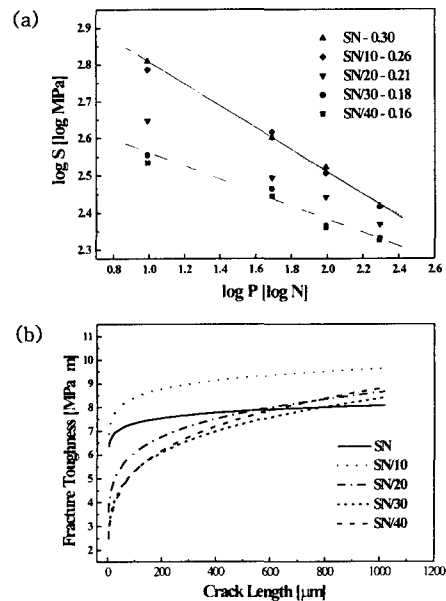 (a)
SN - 0.30
SN/10 - 0.26
SN/20 - 0.21
SN/30 - 0.18
SN/40 - 0.16
log S [log MPa]
2.9
2.8
2.7
2.6
2.5
2.4
2.3
0.8 1.0 1.2 1.4 1.6 1.8 2.0 2.2 2.4 2.6
log P [log N]
(b)
Fracture Toughness [MPa m]
11
10
9
8
7
6
5
4
3
2
1
0 200 400 600 800 1000 1200
Crack Length [μm]
SN
SN/10
SN/20
SN/30
SN/40